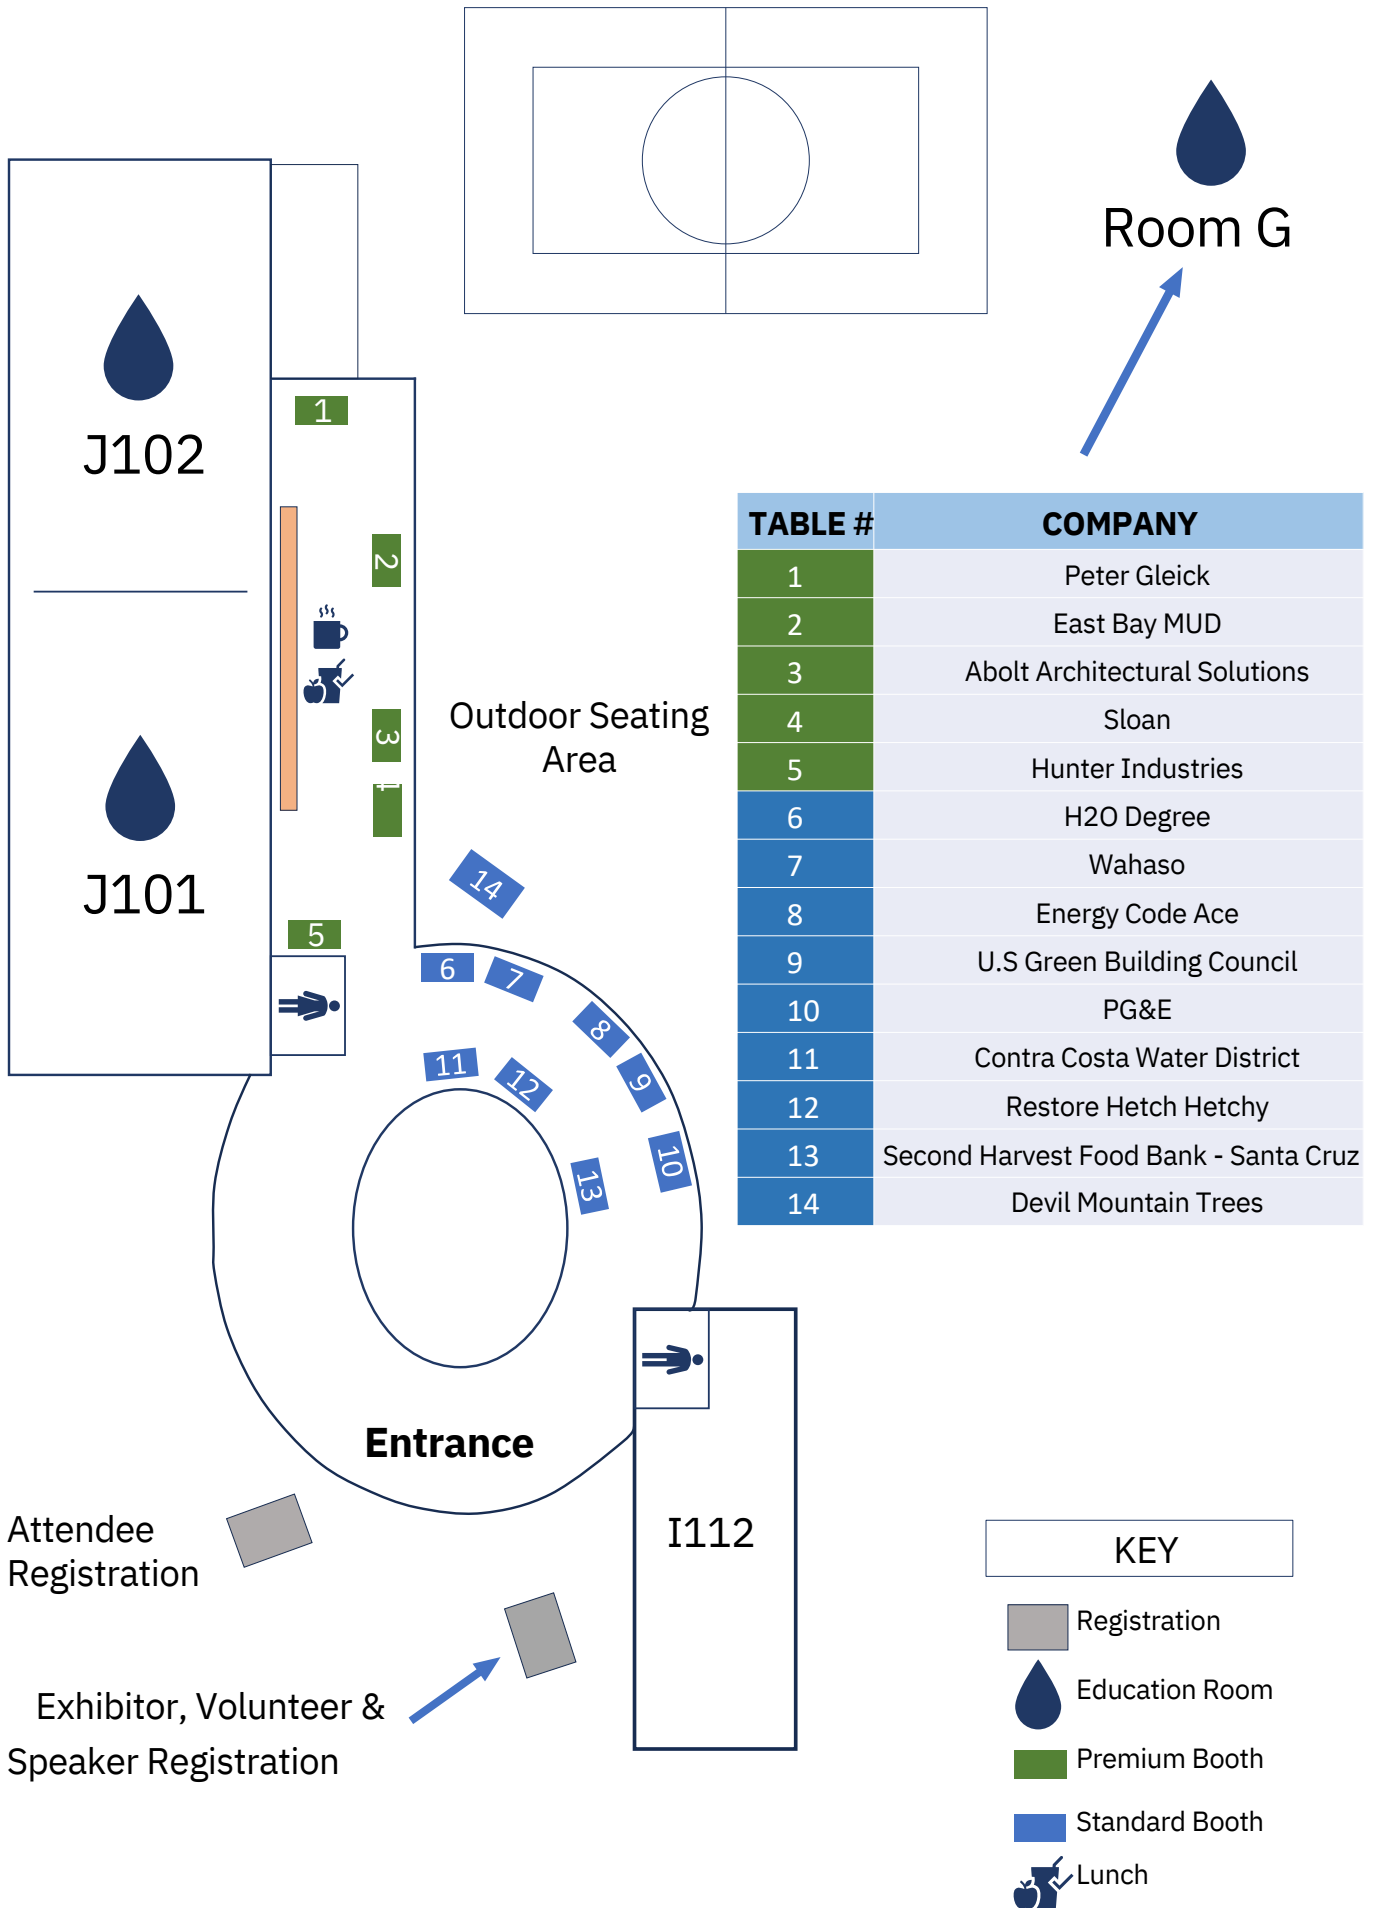 Room G
J102
1
2
3
Outdoor Seating
Area
J101
14
5
6
7
8
9
10
11
12
13
TABLE # COMPANY
1 Peter Gleick
2 East Bay MUD
3 Abolt Architectural Solutions
4 Sloan
5 Hunter Industries
6 H2O Degree
7 Wahaso
8 Energy Code Ace
9 U.S Green Building Council
10 PG&E
11 Contra Costa Water District
12 Restore Hetch Hetchy
13 Second Harvest Food Bank - Santa Cruz
14 Devil Mountain Trees
Entrance
I112
Attendee
Registration
Exhibitor, Volunteer &
Speaker Registration
KEY
Registration
Education Room
Premium Booth
Standard Booth
Lunch